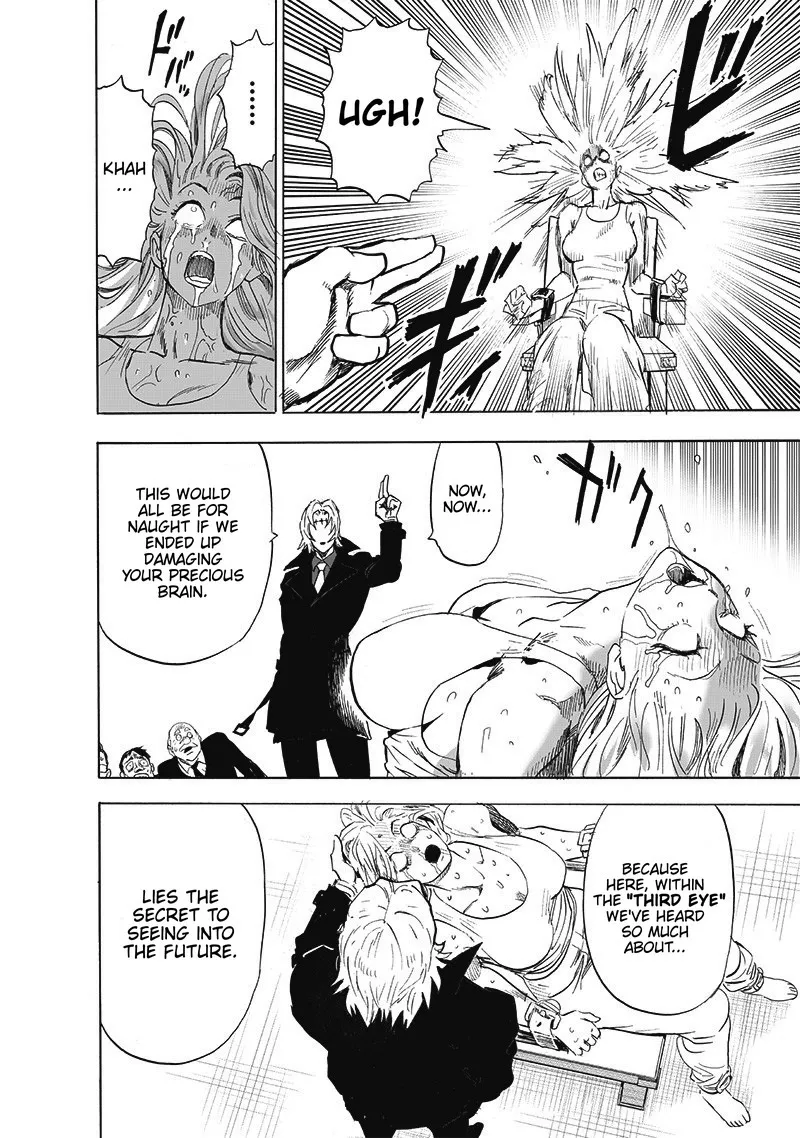 ビ
UGH!
ギッ
ドドッ
......
KHAH
...
ガク
NOW,
NOW...
THIS WOULD
ALL BE FOR
NAUGHT IF WE
ENDED UP
DAMAGING
YOUR PRECIOUS
BRAIN.
BECAUSE
HERE, WITHIN
THE "THIRD EYE"
WE'VE HEARD
SO MUCH
ABOUT...
LIES THE
SECRET TO
SEEING INTO
THE FUTURE.